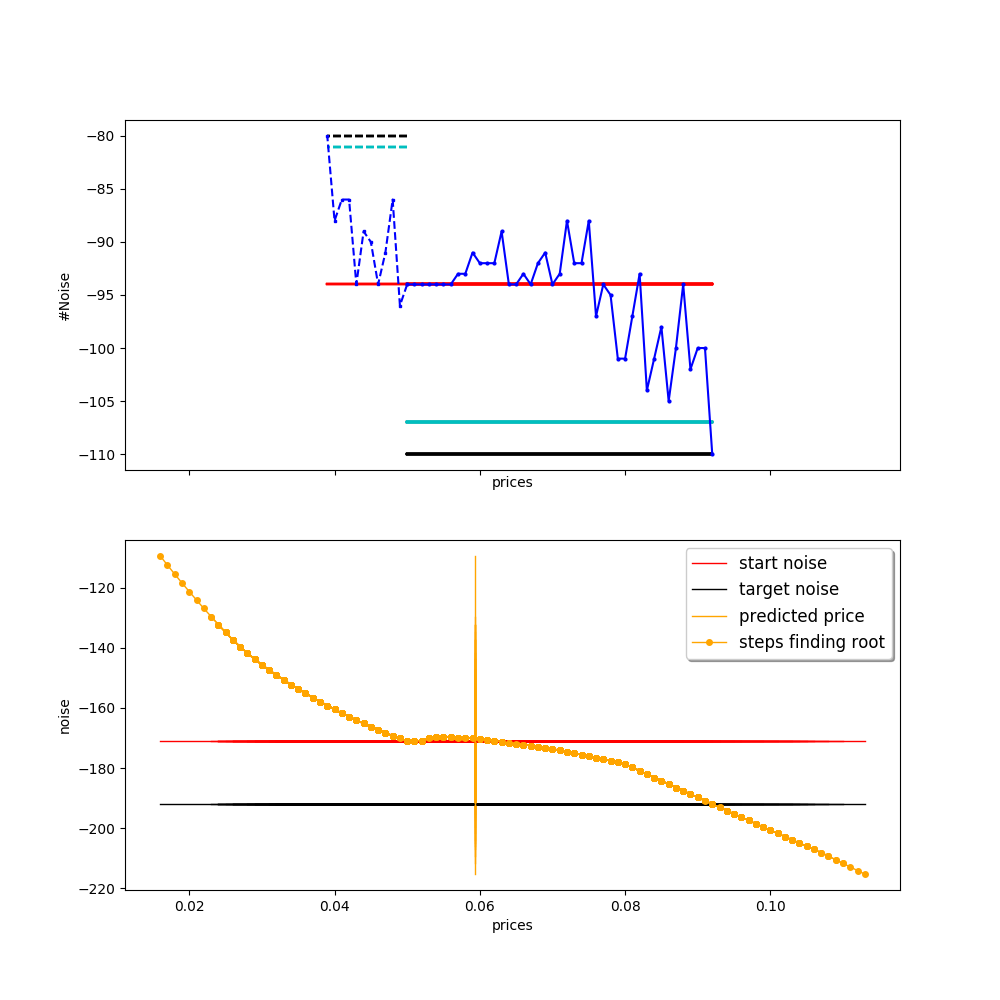 −80
−85
−90
−95
−100
−105
−110
#Noise
prices
−120
−140
−160
−180
−200
−220
noise
start noise
target noise
predicted price
steps finding root
0.02 0.04 0.06 0.08 0.10
prices